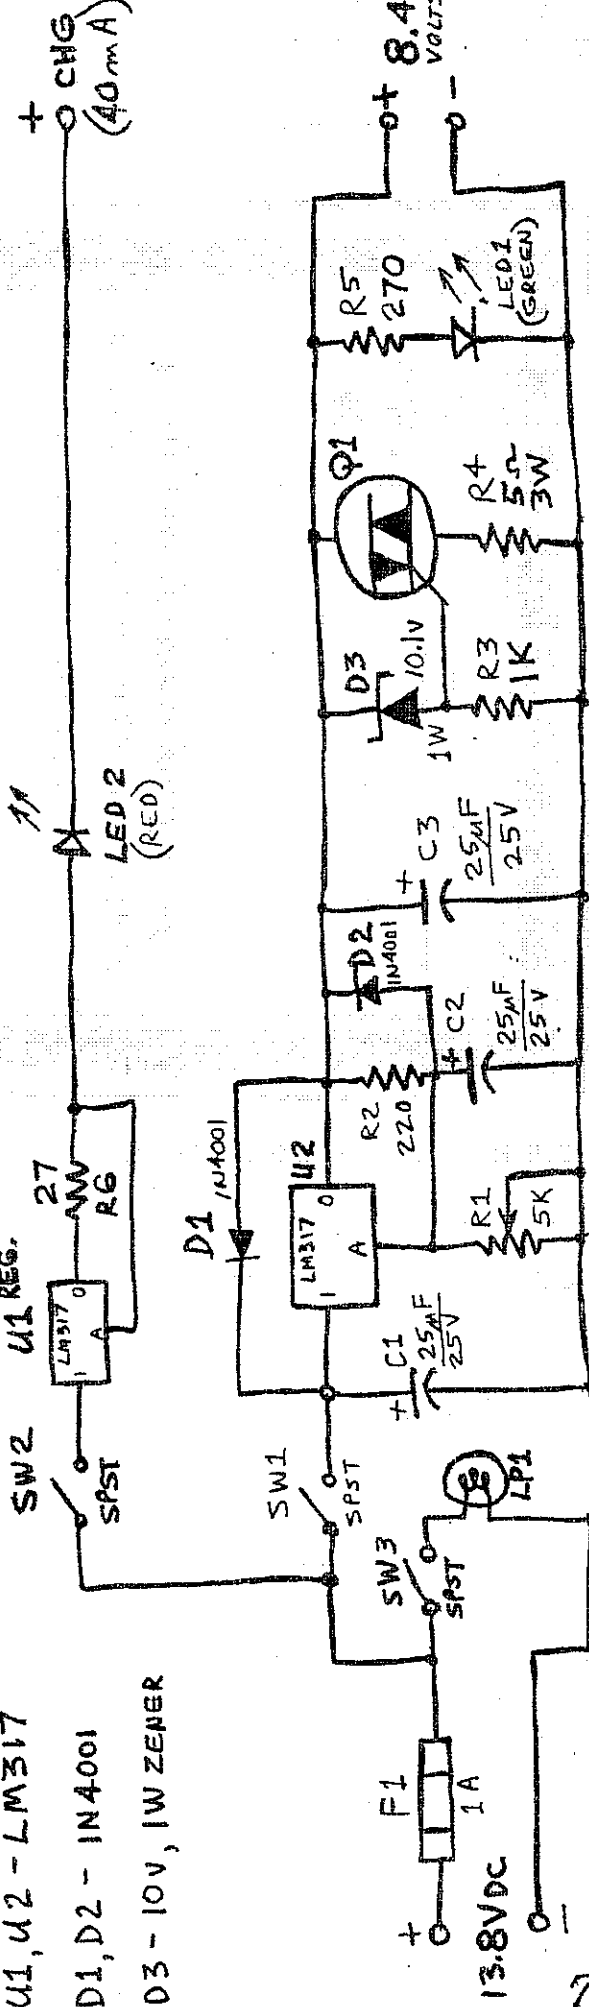 U1, U2 - LM317
D1, D2 - 1N4001
D3 - 10V, 1W ZENER
SW2
SPST
U1 REG.
LM317
I
O
A
27
R6
LED 2
(RED)
+
CHG
(40mA)
SW1
SPST
D1
1N4001
U2
LM317
I
O
A
R2
220
D2
1N4001
+
C1
25µF
25V
R1
5K
+
C2
25µF
25V
+
C3
25µF
25V
D3
10.1V
1W
R3
1K
Q1
R4
5Ω
3W
R5
270
LED1
(GREEN)
+
8.4
-
+
13.8VDC
-
F1
1A
SW3
SPST
LP1